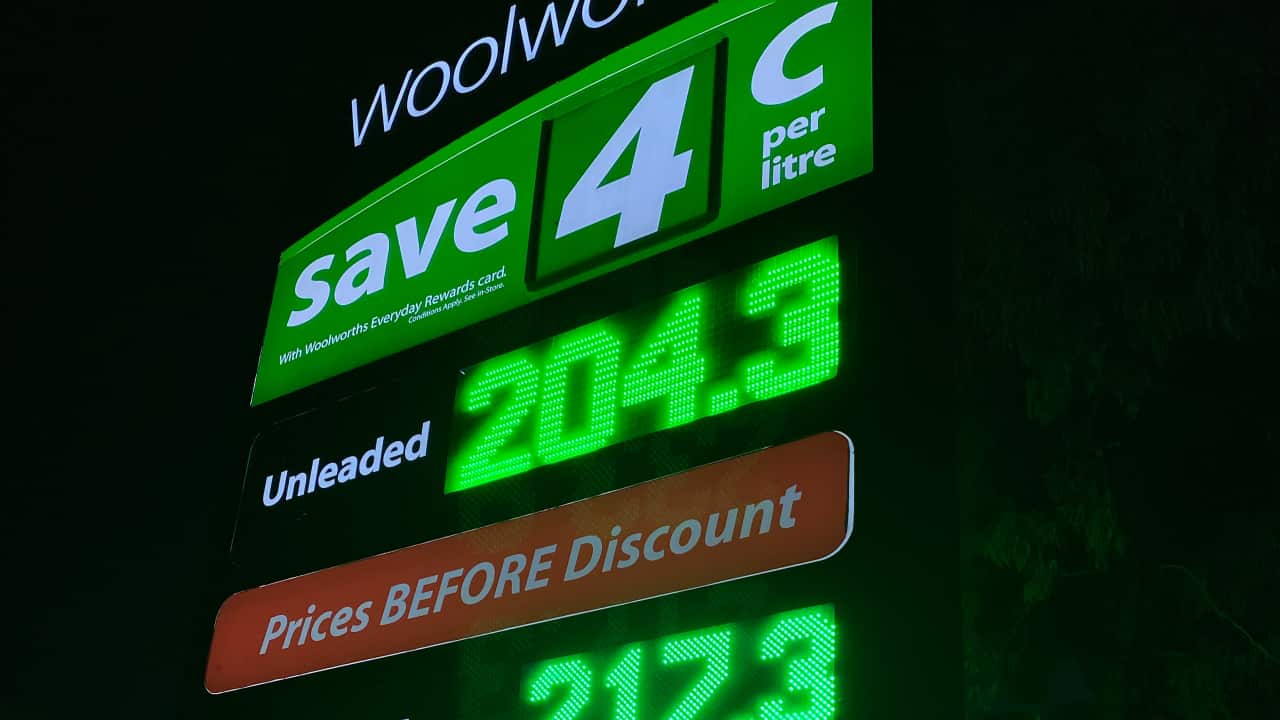 woolwo
save 4 c
per
litre
With Woolworths Everyday Rewards card.
Conditions Apply. See in-Store.
Unleaded 204.3
Prices BEFORE Discount
217.3